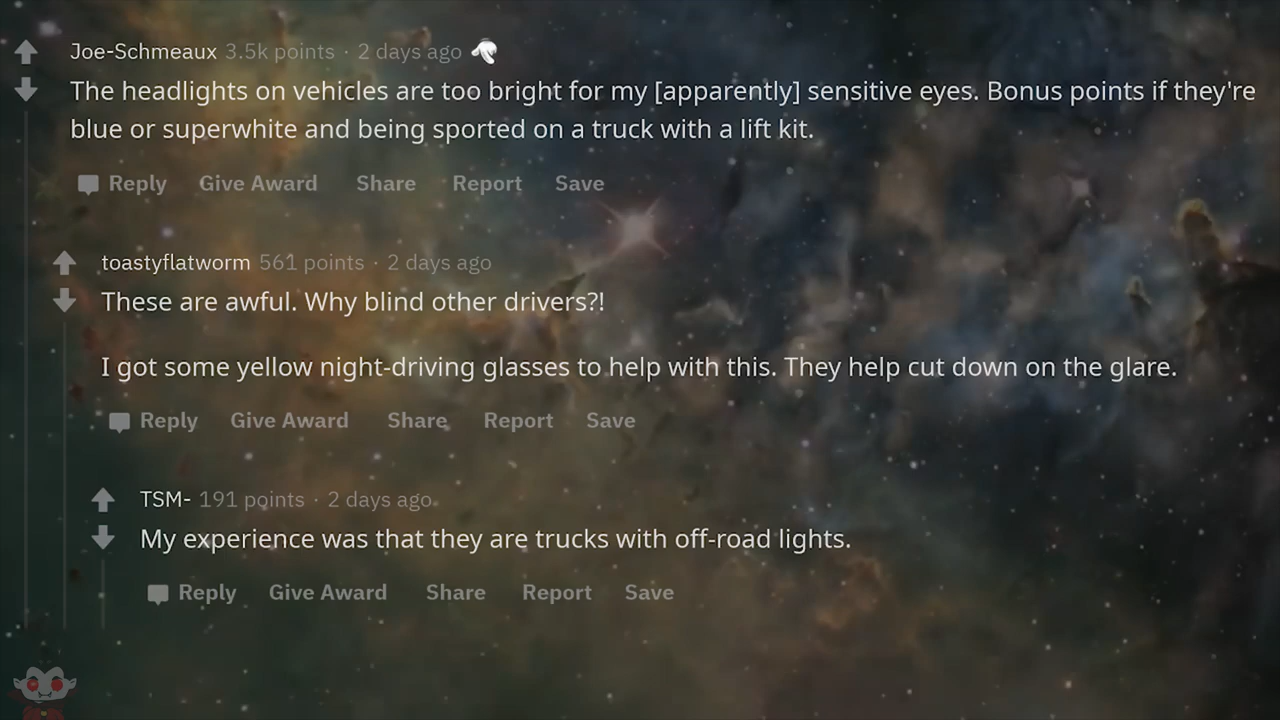 Joe-Schmeaux 3.5k points · 2 days ago
The headlights on vehicles are too bright for my [apparently] sensitive eyes. Bonus points if they're
blue or superwhite and being sported on a truck with a lift kit.
Reply Give Award Share Report Save
toastyflatworm 561 points · 2 days ago
These are awful. Why blind other drivers?!
I got some yellow night-driving glasses to help with this. They help cut down on the glare.
Reply Give Award Share Report Save
TSM- 191 points · 2 days ago
My experience was that they are trucks with off-road lights.
Reply Give Award Share Report Save